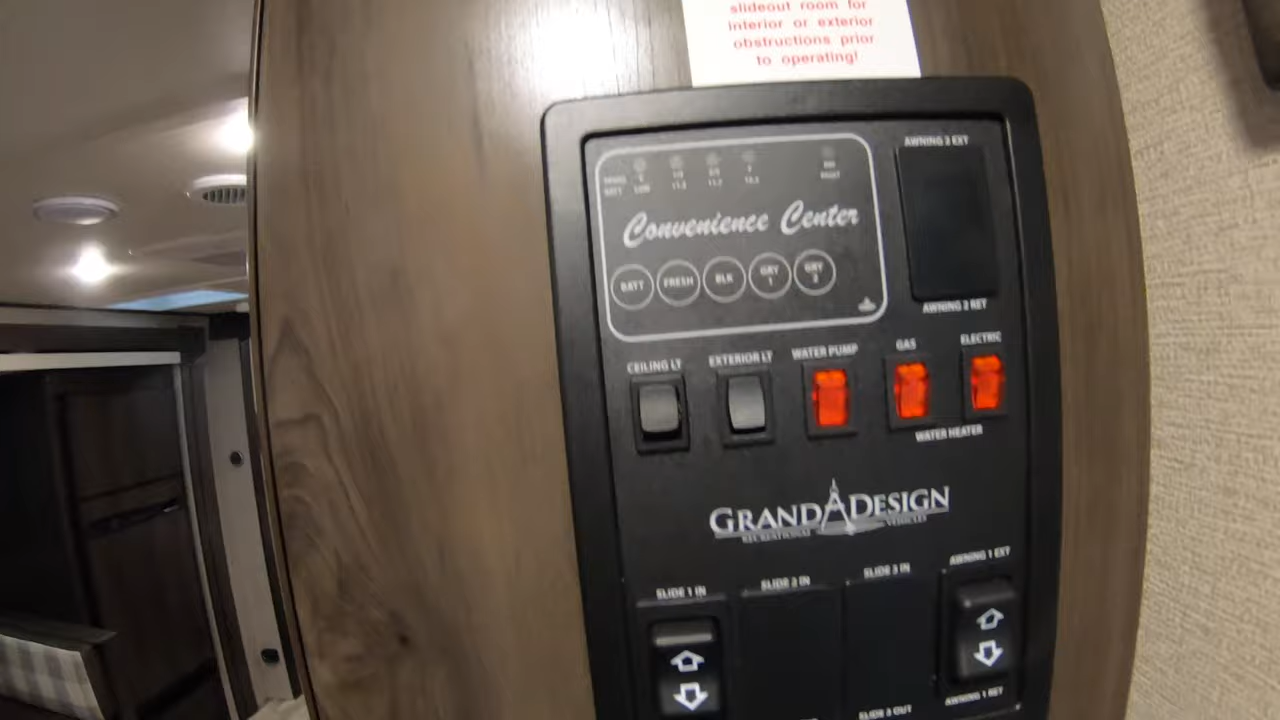 slideout room for
interior or exterior
obstructions prior
to operating!
AWNING 2 EXT
Convenience Center
BATT FRESH BLK GRY 1 GRY 2
AWNING 2 RET
CEILING LT EXTERIOR LT WATER PUMP GAS ELECTRIC
WATER HEATER
GRAND DESIGN
RECREATIONAL VEHICLES
SLIDE 1 IN SLIDE 2 IN SLIDE 3 IN AWNING 1 EXT
SLIDE 3 OUT AWNING 1 RET